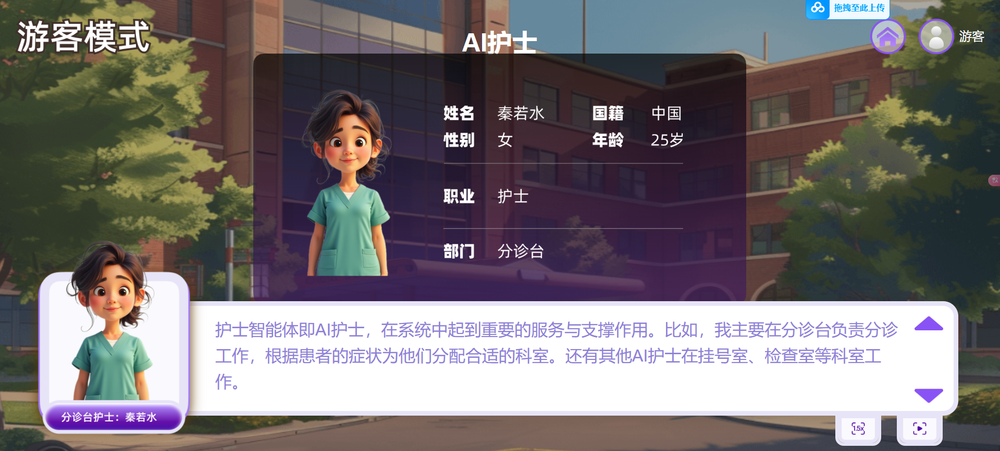 拖拽至此上传
游客模式
AI护士
游客
姓名 秦若水 国籍 中国
性别 女 年龄 25岁
职业 护士
部门 分诊台
护士智能体即AI护士，在系统中起到重要的服务与支撑作用。比如，我主要在分诊台负责分诊
工作，根据患者的症状为他们分配合适的科室。还有其他AI护士在挂号室、检查室等科室工
作。
分诊台护士：秦若水
1.5x